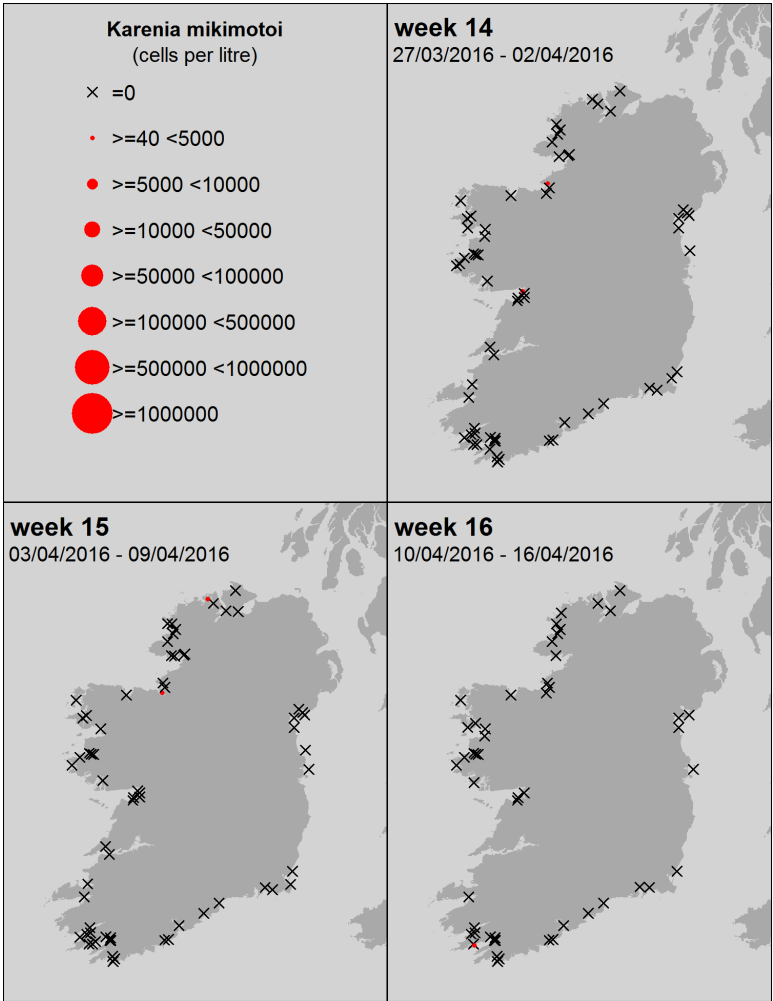 Karenia mikimotoi
(cells per litre)
=0
>=40 <5000
>=5000 <10000
>=10000 <50000
>=50000 <100000
>=100000 <500000
>=500000 <1000000
>=1000000
week 14
27/03/2016 - 02/04/2016
week 15
03/04/2016 - 09/04/2016
week 16
10/04/2016 - 16/04/2016